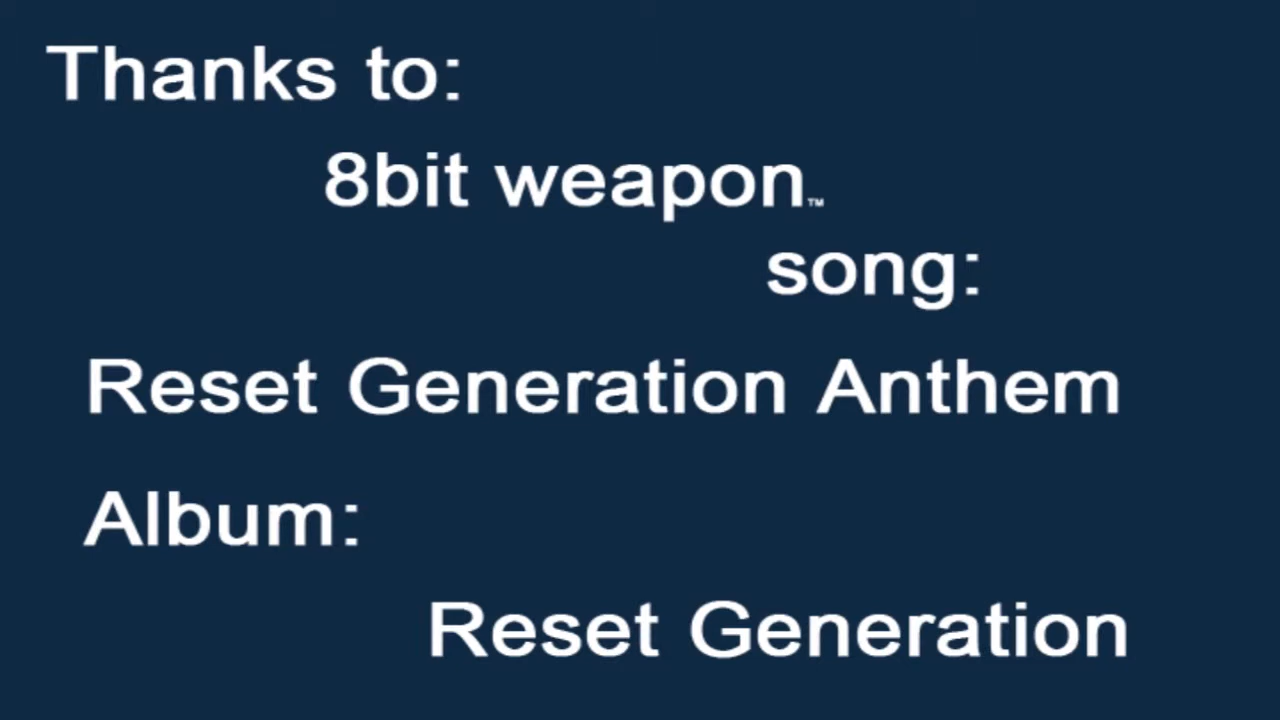 Thanks to:
8bit weapon™
song:
Reset Generation Anthem
Album:
Reset Generation